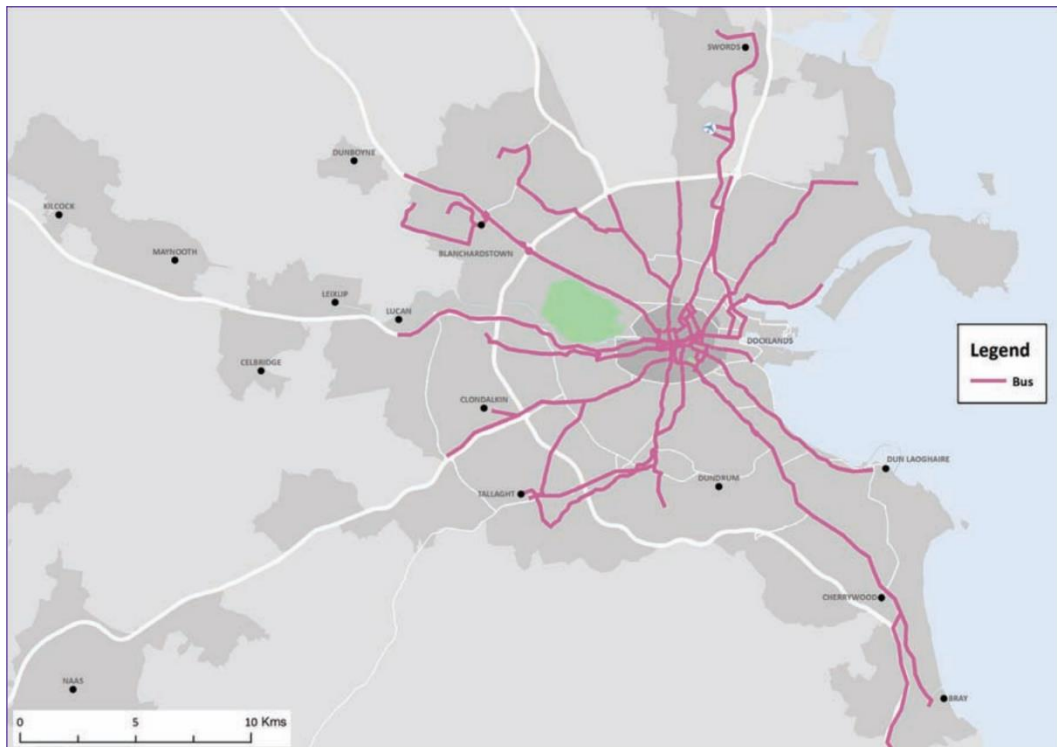 SWORDS
DUNBOYNE
KILCOCK
MAYNOOTH
BLANCHARDSTOWN
LEIXLIP
LUCAN
DOCKLANDS
Legend
Bus
CELBRIDGE
CLONDALKIN
DUN LAOGHAIRE
DUNDRUM
TALLAGHT
CHERRYWOOD
NAAS
BRAY
0 5 10 Kms